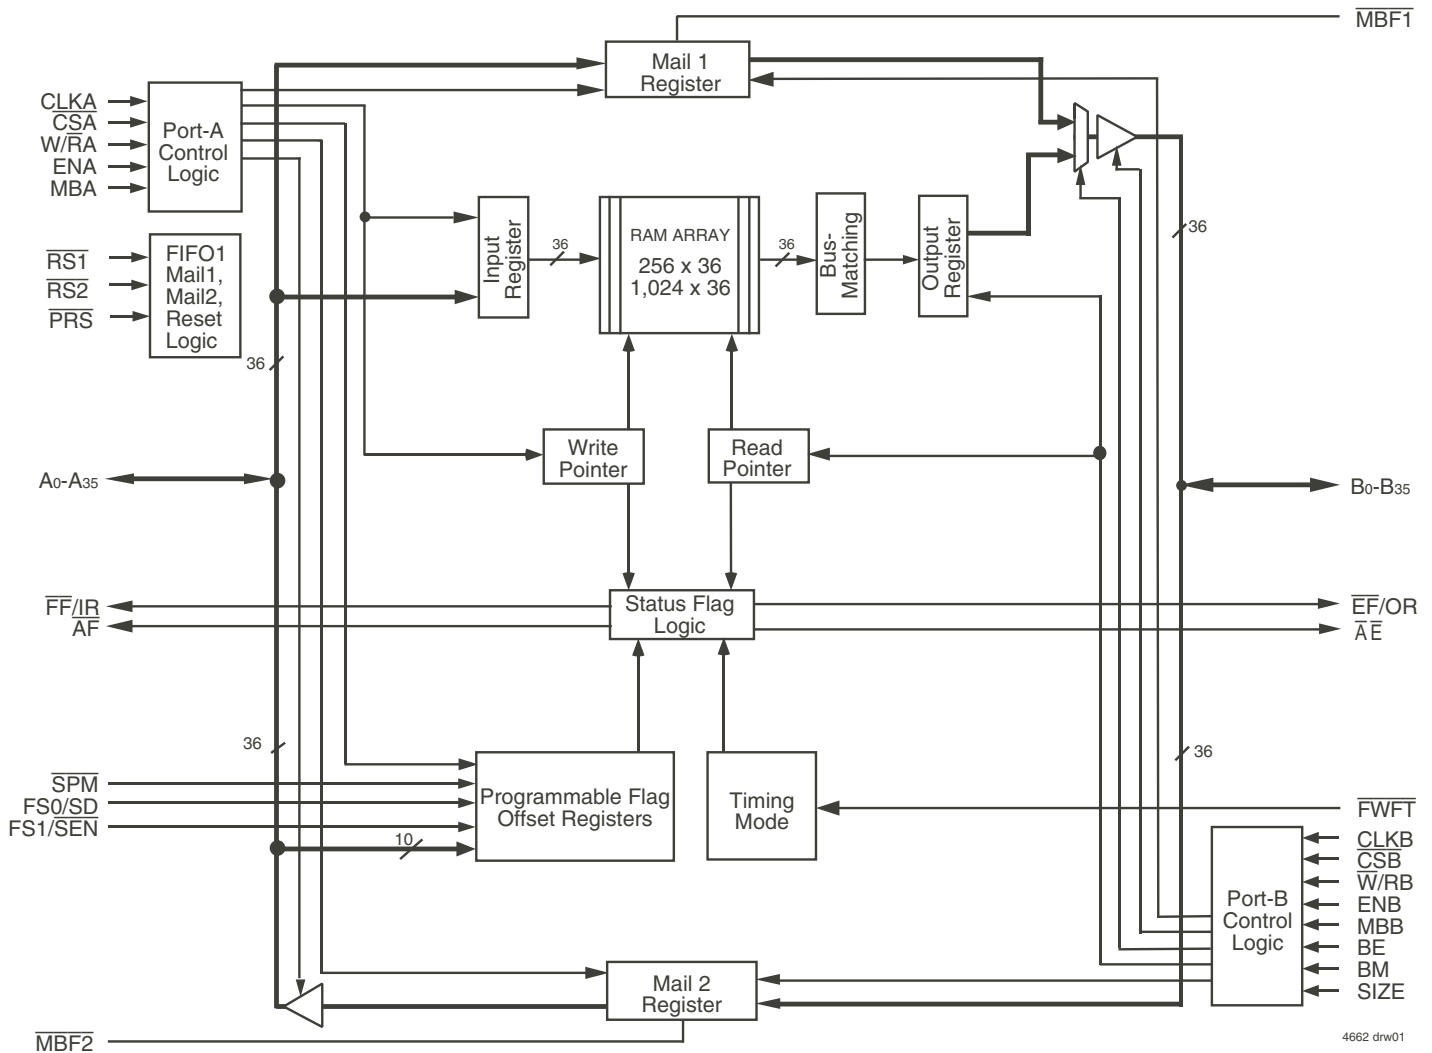 MBF1
Mail 1
Register
CLKA
CSA
W/RA
ENA
MBA
Port-A
Control
Logic
36
RS1
RS2
PRS
FIFO1
Mail1,
Mail2,
Reset
Logic
36
Input
Register
36
RAM ARRAY
256 x 36
1,024 x 36
36
Bus-
Matching
Output
Register
Write
Pointer
Read
Pointer
A0-A35
B0-B35
FF/IR
AF
Status Flag
Logic
EF/OR
AE
36
36
SPM
FS0/SD
FS1/SEN
10
Programmable Flag
Offset Registers
Timing
Mode
FWFT
CLKB
CSB
W/RB
ENB
MBB
BE
BM
SIZE
Port-B
Control
Logic
Mail 2
Register
MBF2
4662 drw01